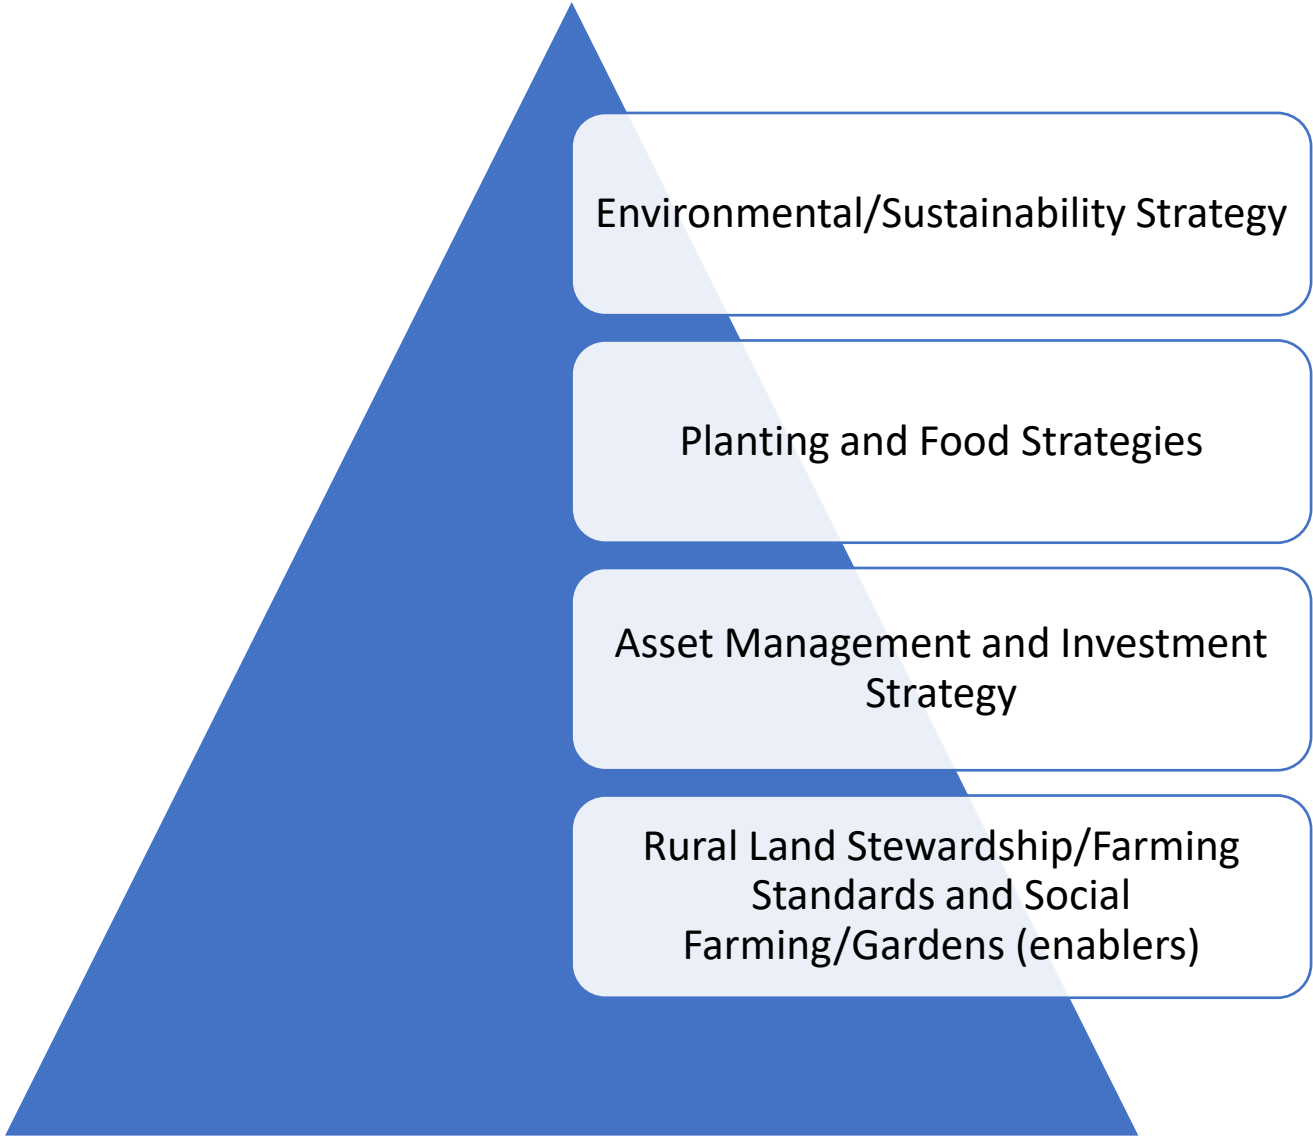 Environmental/Sustainability Strategy
Planting and Food Strategies
Asset Management and Investment
Strategy
Rural Land Stewardship/Farming
Standards and Social
Farming/Gardens (enablers)